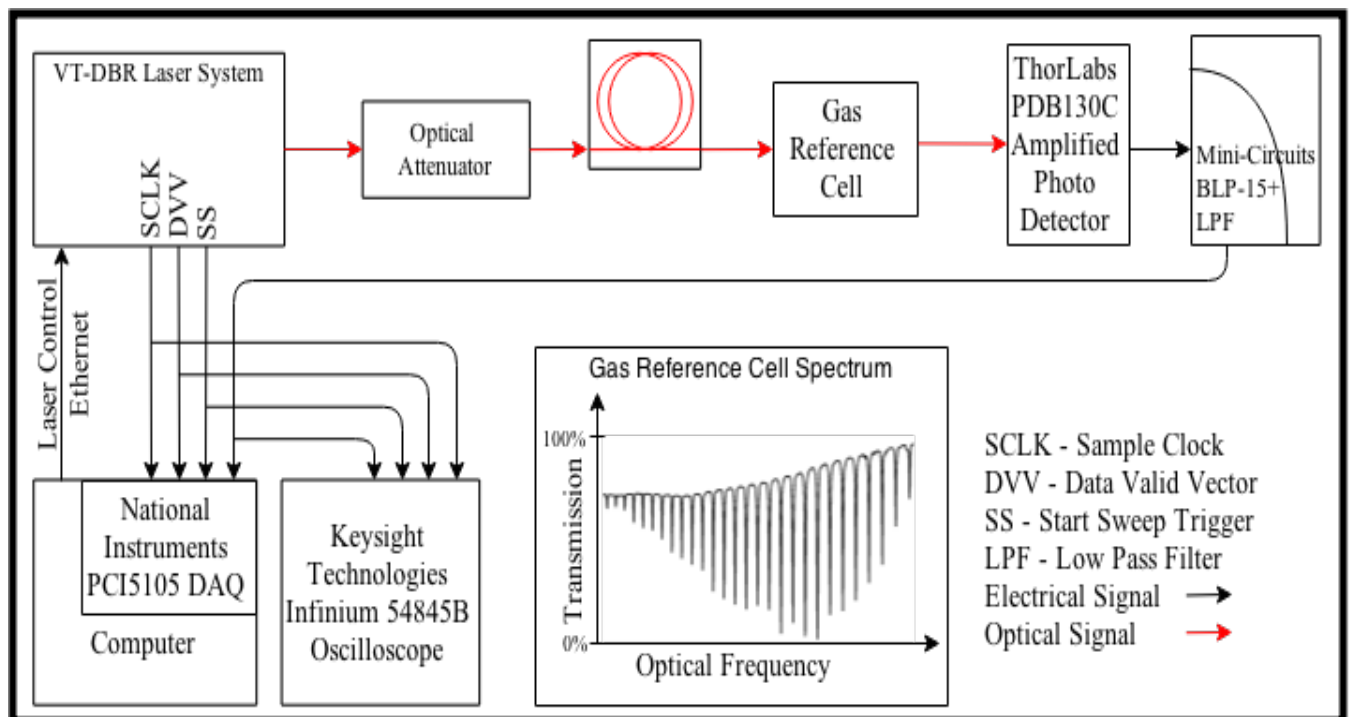 VT-DBR Laser System
SCLK
DVV
SS
Optical
Attenuator
Gas
Reference
Cell
ThorLabs
PDB130C
Amplified
Photo
Detector
Mini-Circuits
BLP-15+
LPF
Laser Control
Ethernet
National
Instruments
PCI5105 DAQ
Computer
Keysight
Technologies
Infinium 54845B
Oscilloscope
Gas Reference Cell Spectrum
100%
Transmission
0%
Optical Frequency
SCLK - Sample Clock
DVV - Data Valid Vector
SS - Start Sweep Trigger
LPF - Low Pass Filter
Electrical Signal
Optical Signal